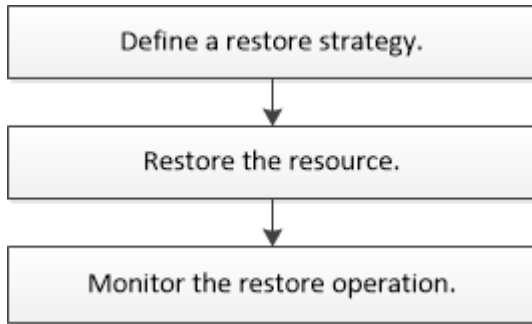 Define a restore strategy.
Restore the resource.
Monitor the restore operation.